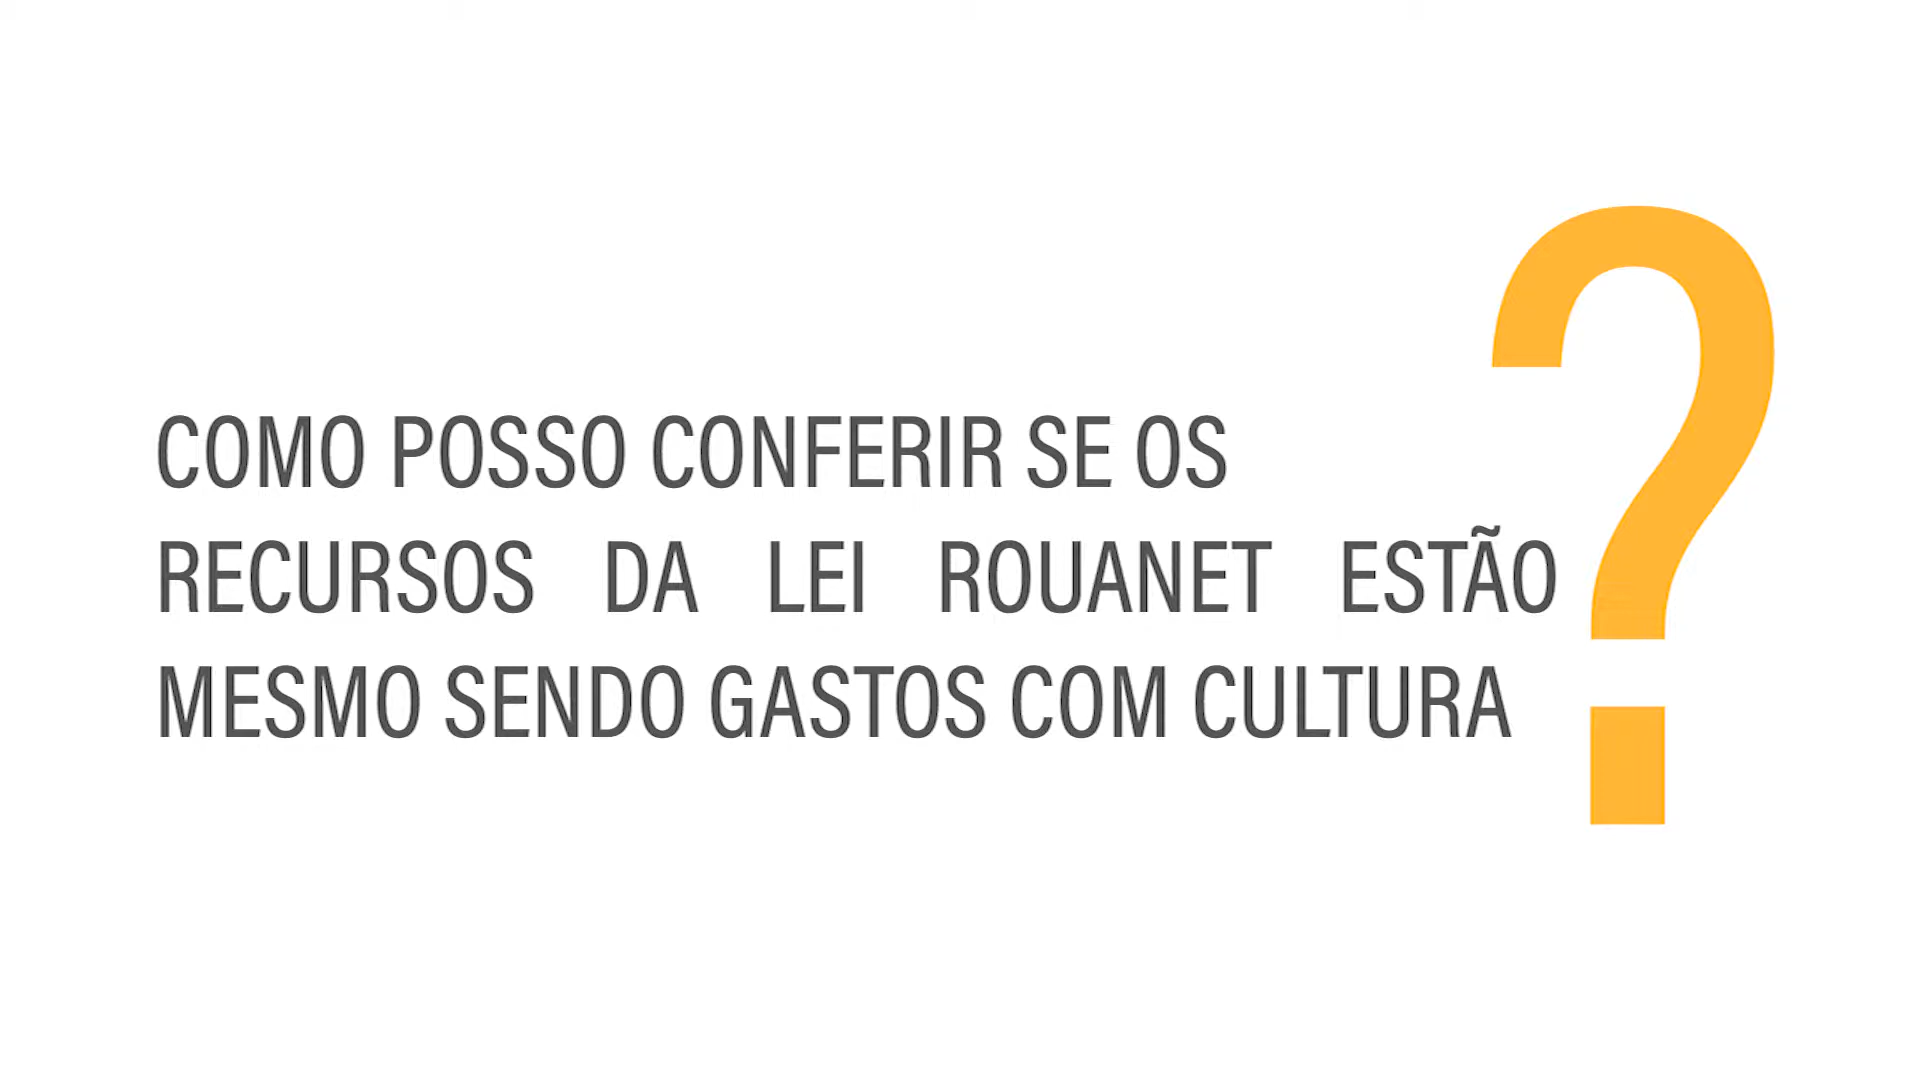 COMO POSSO CONFERIR SE OS
RECURSOS DA LEI ROUANET ESTÃO
MESMO SENDO GASTOS COM CULTURA
?